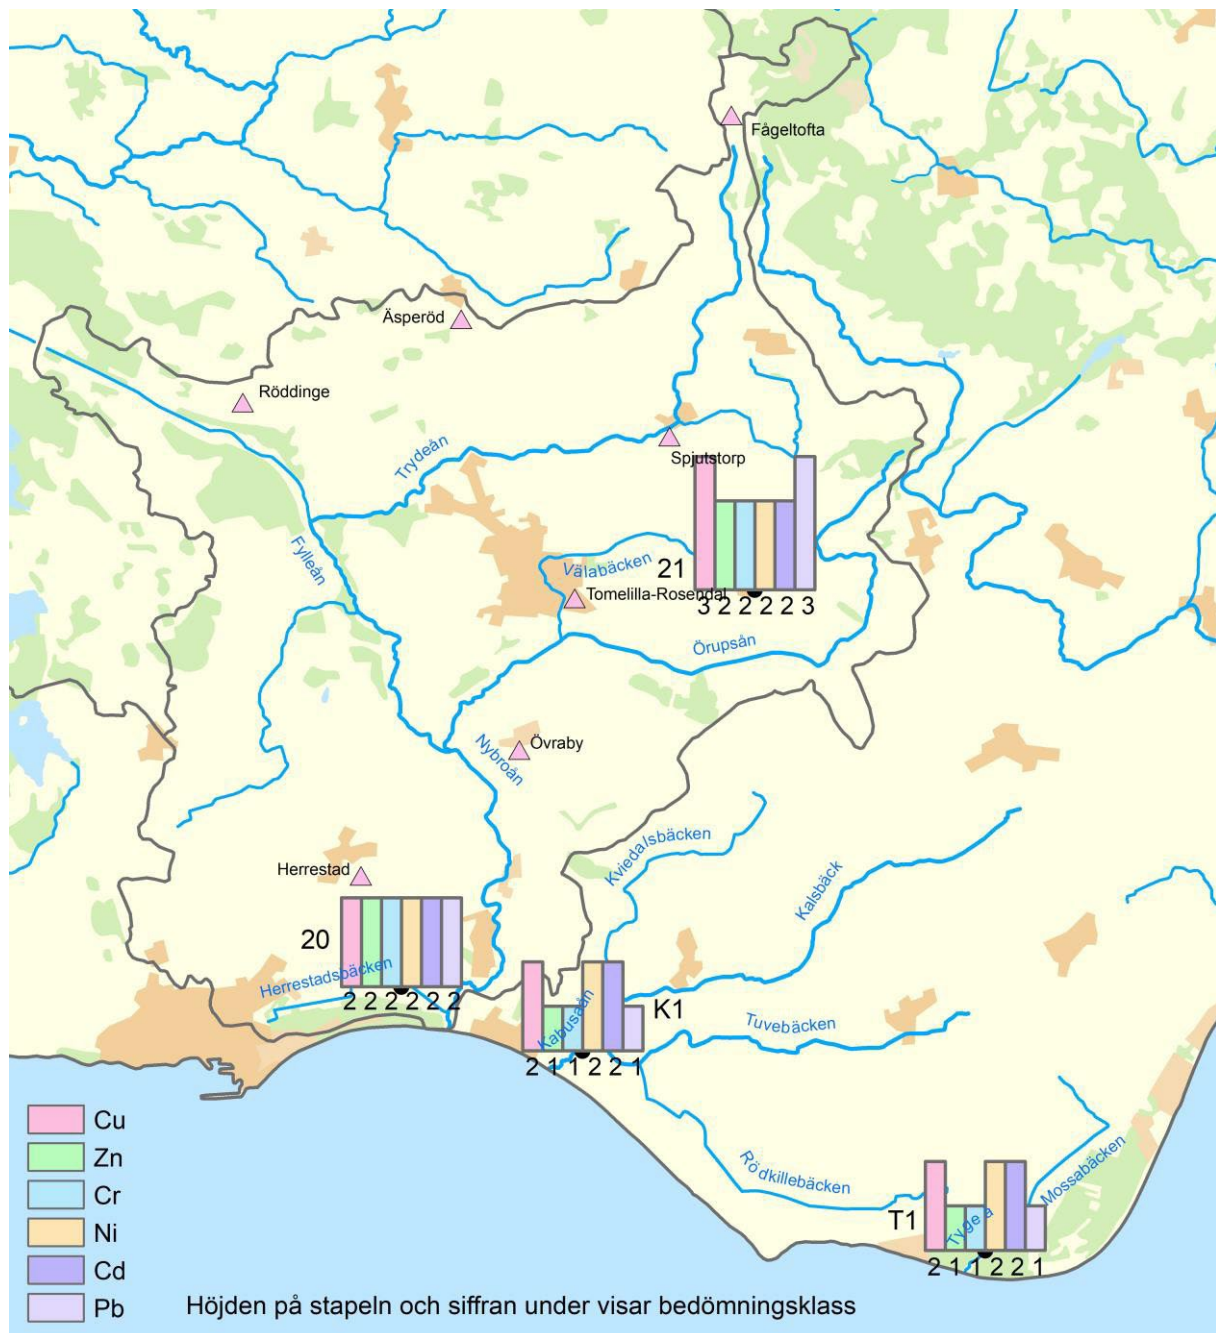 Fågeltofta
Äsperöd
Röddinge
Trydeån
Spjutstorp
Fylleån
Välabäcken
21
Tomelilla-Rosendal
3 2 2 2 2 3
Örupsån
Nybroån
Övraby
Kviedalsbäcken
Kalsbäck
Herrestad
20
Herrestadsbäcken
2 2 2 2 2 2
Kabusaån
K1
2 1 1 2 2 1
Tuvebäcken
Rödkillebäcken
Mossabäcken
T1
Tygeå
2 1 1 2 2 1
Cu
Zn
Cr
Ni
Cd
Pb
Höjden på stapeln och siffran under visar bedömningsklass